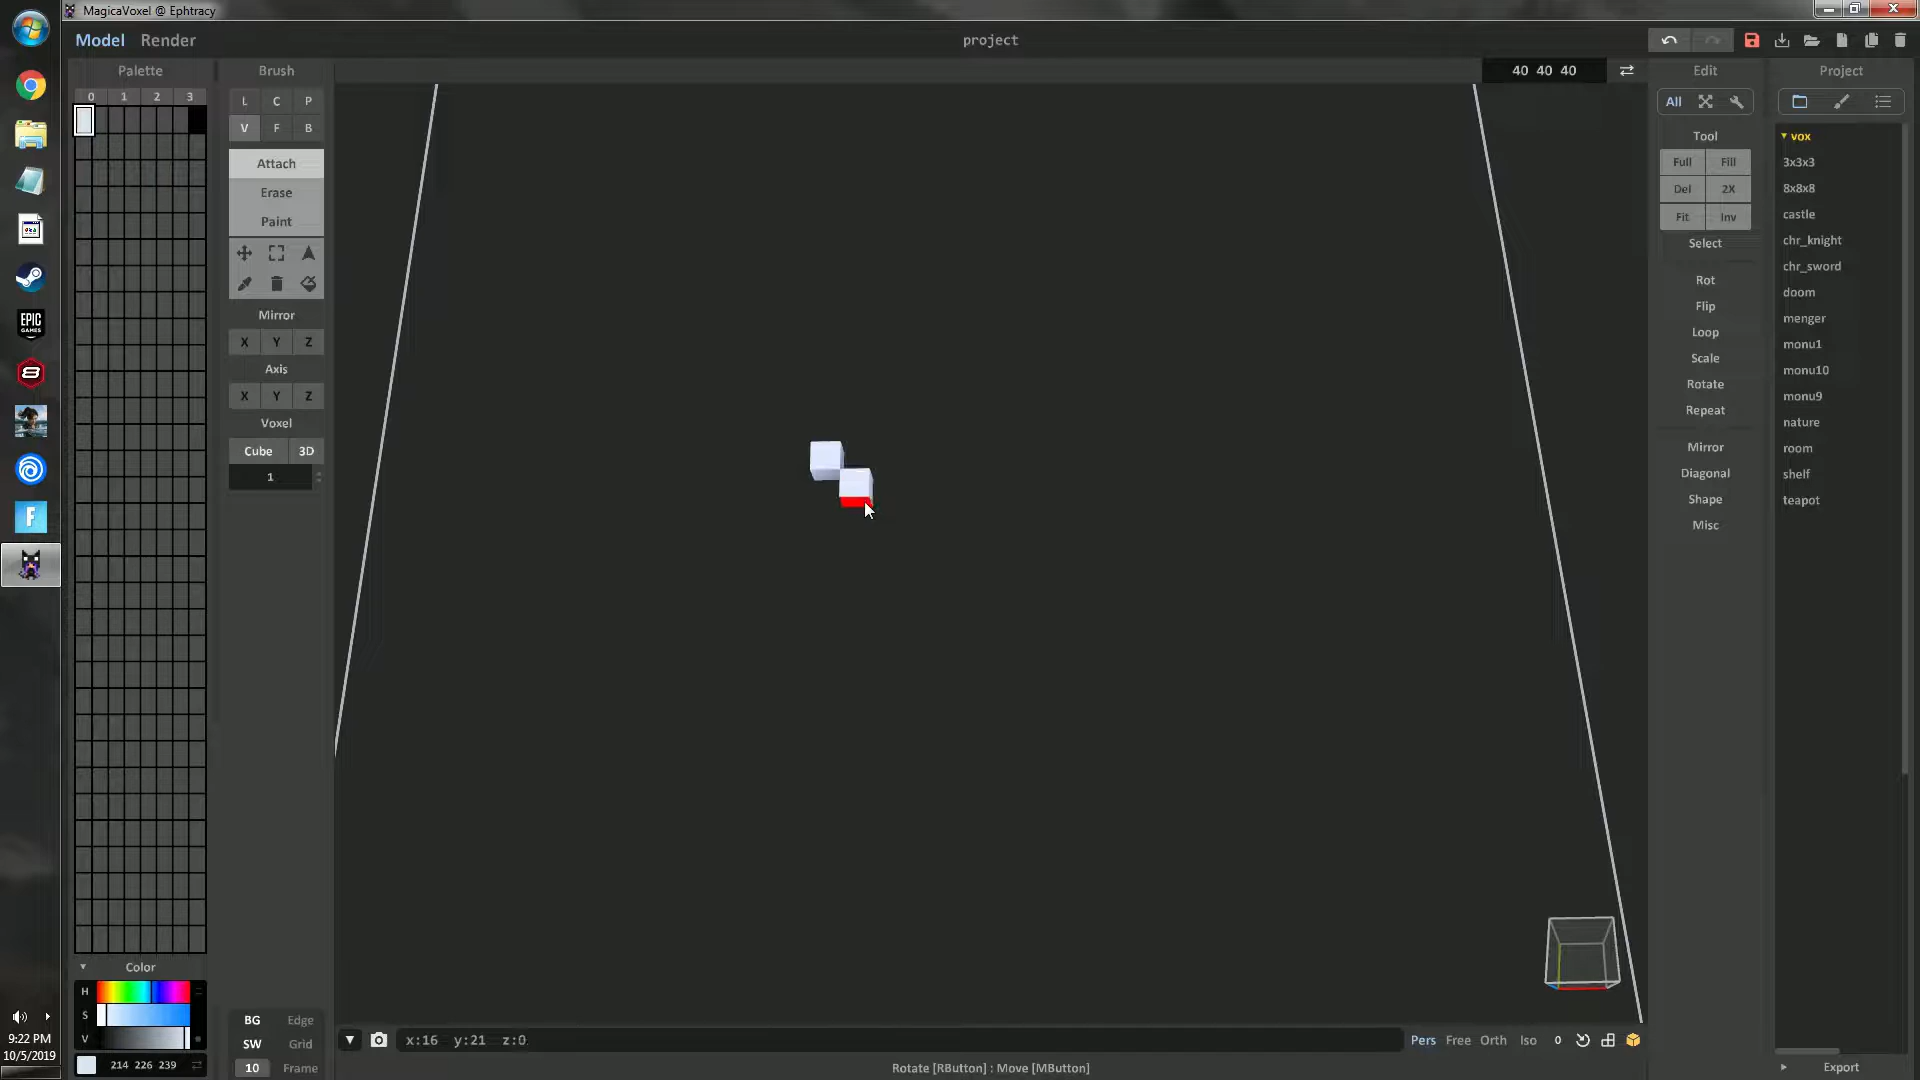 MagicaVoxel @ Ephtracy
Model Render
project
Palette
0 1 2 3
Brush
L C P
V F B
Attach
Erase
Paint
Mirror
X Y Z
Axis
X Y Z
Voxel
Cube 3D
1
40 40 40
Edit
All
Tool
Full Fill
Del 2X
Fit Inv
Select
Rot
Flip
Loop
Scale
Rotate
Repeat
Mirror
Diagonal
Shape
Misc
Project
vox
3x3x3
8x8x8
castle
chr_knight
chr_sword
doom
menger
monu1
monu10
monu9
nature
room
shelf
teapot
Export
EPIC
GAMES
Color
H
S
V
214 226 239
BG Edge
SW Grid
10 Frame
x:16 y:21 z:0
Pers Free Orth Iso 0
Rotate [RButton] : Move [MButton]
9:22 PM
10/5/2019